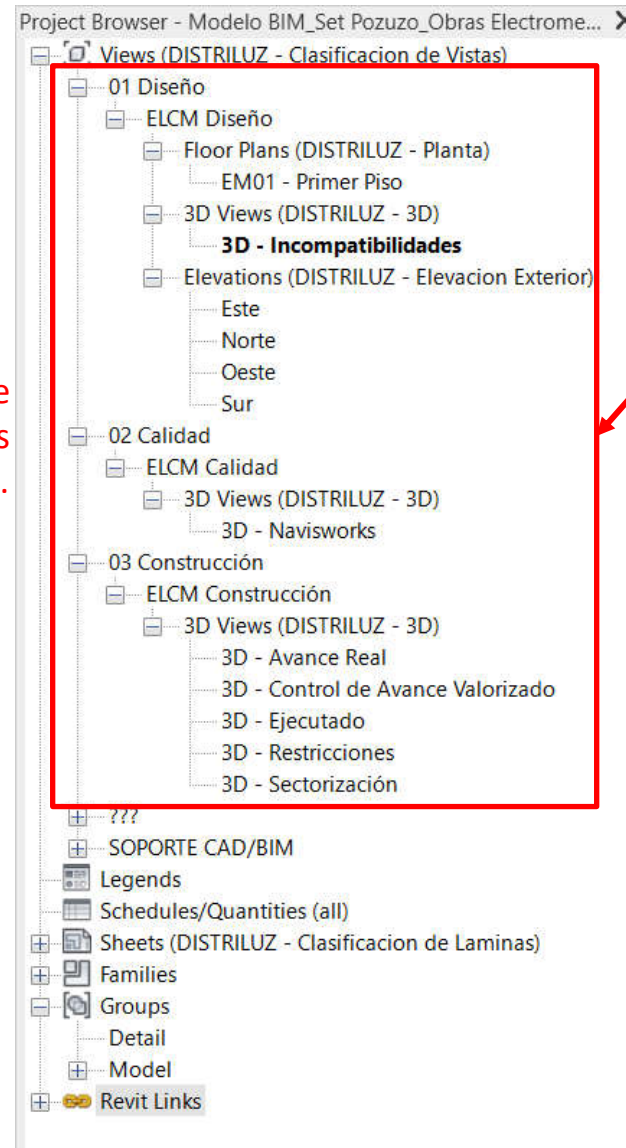 Project Browser - Modelo BIM_Set Pozuzo_Obras Electrome...
Views (DISTRILUZ - Clasificacion de Vistas)
01 Diseño
ELCM Diseño
Floor Plans (DISTRILUZ - Planta)
EM01 - Primer Piso
3D Views (DISTRILUZ - 3D)
3D - Incompatibilidades
Elevations (DISTRILUZ - Elevacion Exterior)
Este
Norte
Oeste
Sur
02 Calidad
ELCM Calidad
3D Views (DISTRILUZ - 3D)
3D - Navisworks
03 Construcción
ELCM Construcción
3D Views (DISTRILUZ - 3D)
3D - Avance Real
3D - Control de Avance Valorizado
3D - Ejecutado
3D - Restricciones
3D - Sectorización
???
SOPORTE CAD/BIM
Legends
Schedules/Quantities (all)
Sheets (DISTRILUZ - Clasificacion de Laminas)
Families
Groups
Detail
Model
Revit Links